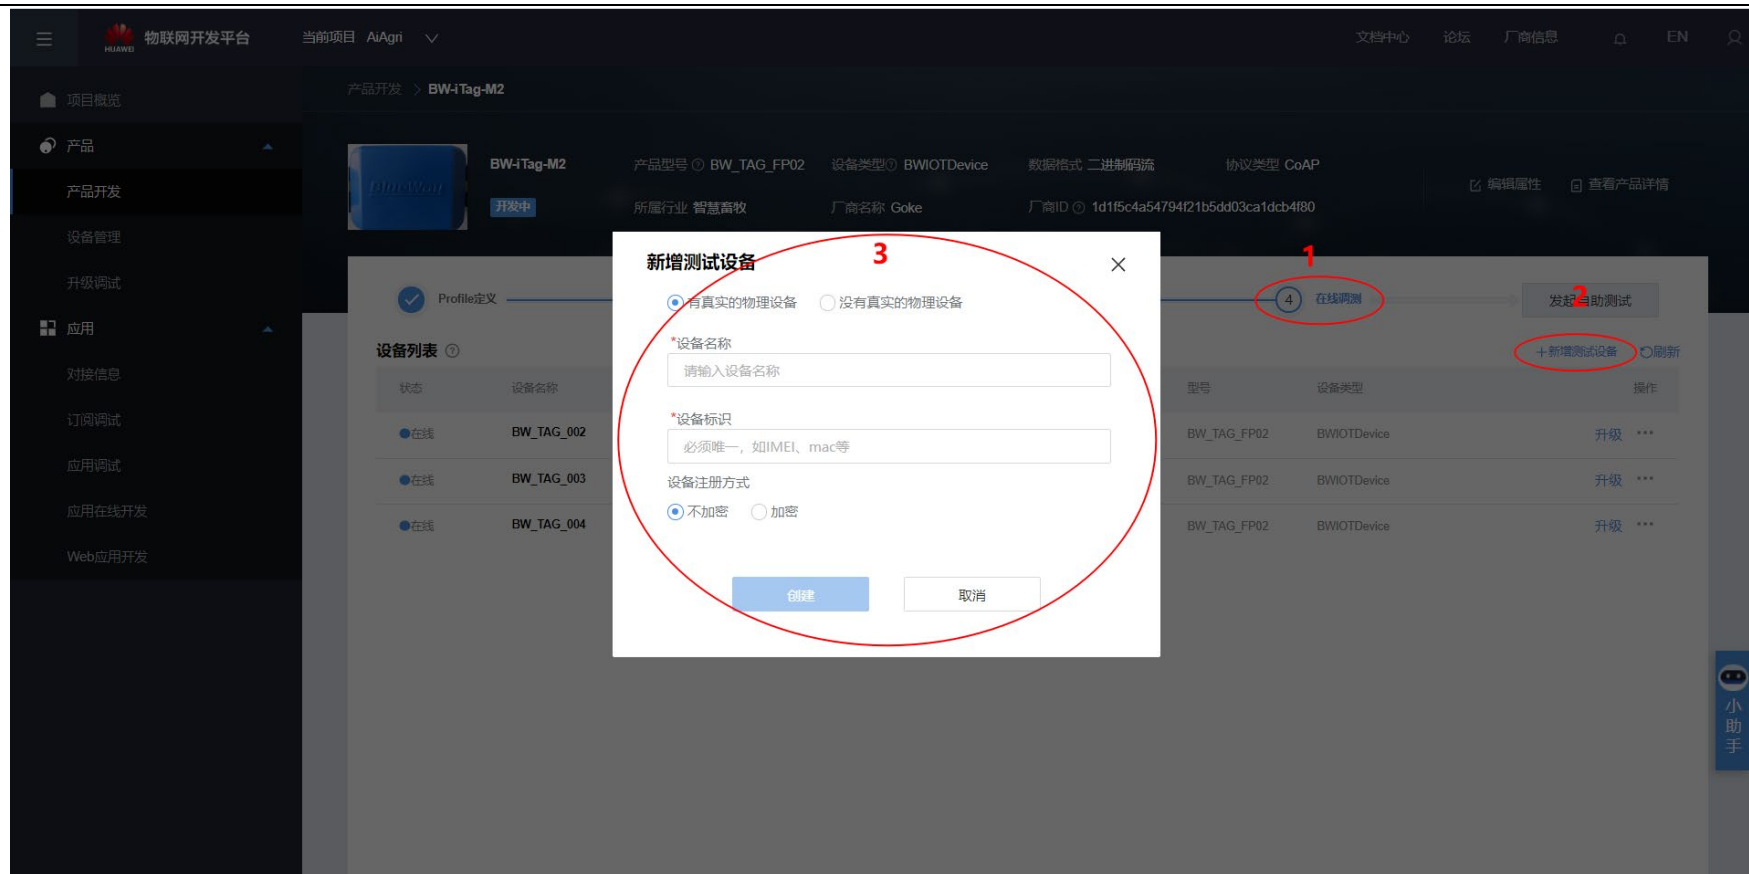 HUAWEI 物联网开发平台 当前项目 AiAgri 文档中心 论坛 厂商信息 EN
项目概览
产品
产品开发
设备管理
升级调试
应用
对接信息
订阅调试
应用调试
应用在线开发
Web应用开发
产品开发 > BW-iTag-M2
BW-iTag-M2 产品型号 BW_TAG_FP02 设备类型 BWIOTDevice 数据格式 二进制码流 协议类型 CoAP
编辑属性 查看产品详情
开发中 所属行业 智慧畜牧 厂商名称 Goke 厂商ID 1d1f5c4a54794f21b5dd03ca1dcb4f80
Profile定义 4 在线调测 发起自助测试
1
2
设备列表 +新增测试设备 刷新
状态 设备名称 型号 设备类型 操作
在线 BW_TAG_002 BW_TAG_FP02 BWIOTDevice 升级 ···
在线 BW_TAG_003 BW_TAG_FP02 BWIOTDevice 升级 ···
在线 BW_TAG_004 BW_TAG_FP02 BWIOTDevice 升级 ···
新增测试设备 3
有真实的物理设备 没有真实的物理设备
*设备名称
请输入设备名称
*设备标识
必须唯一，如IMEI、mac等
设备注册方式
不加密 加密
创建 取消
小助手